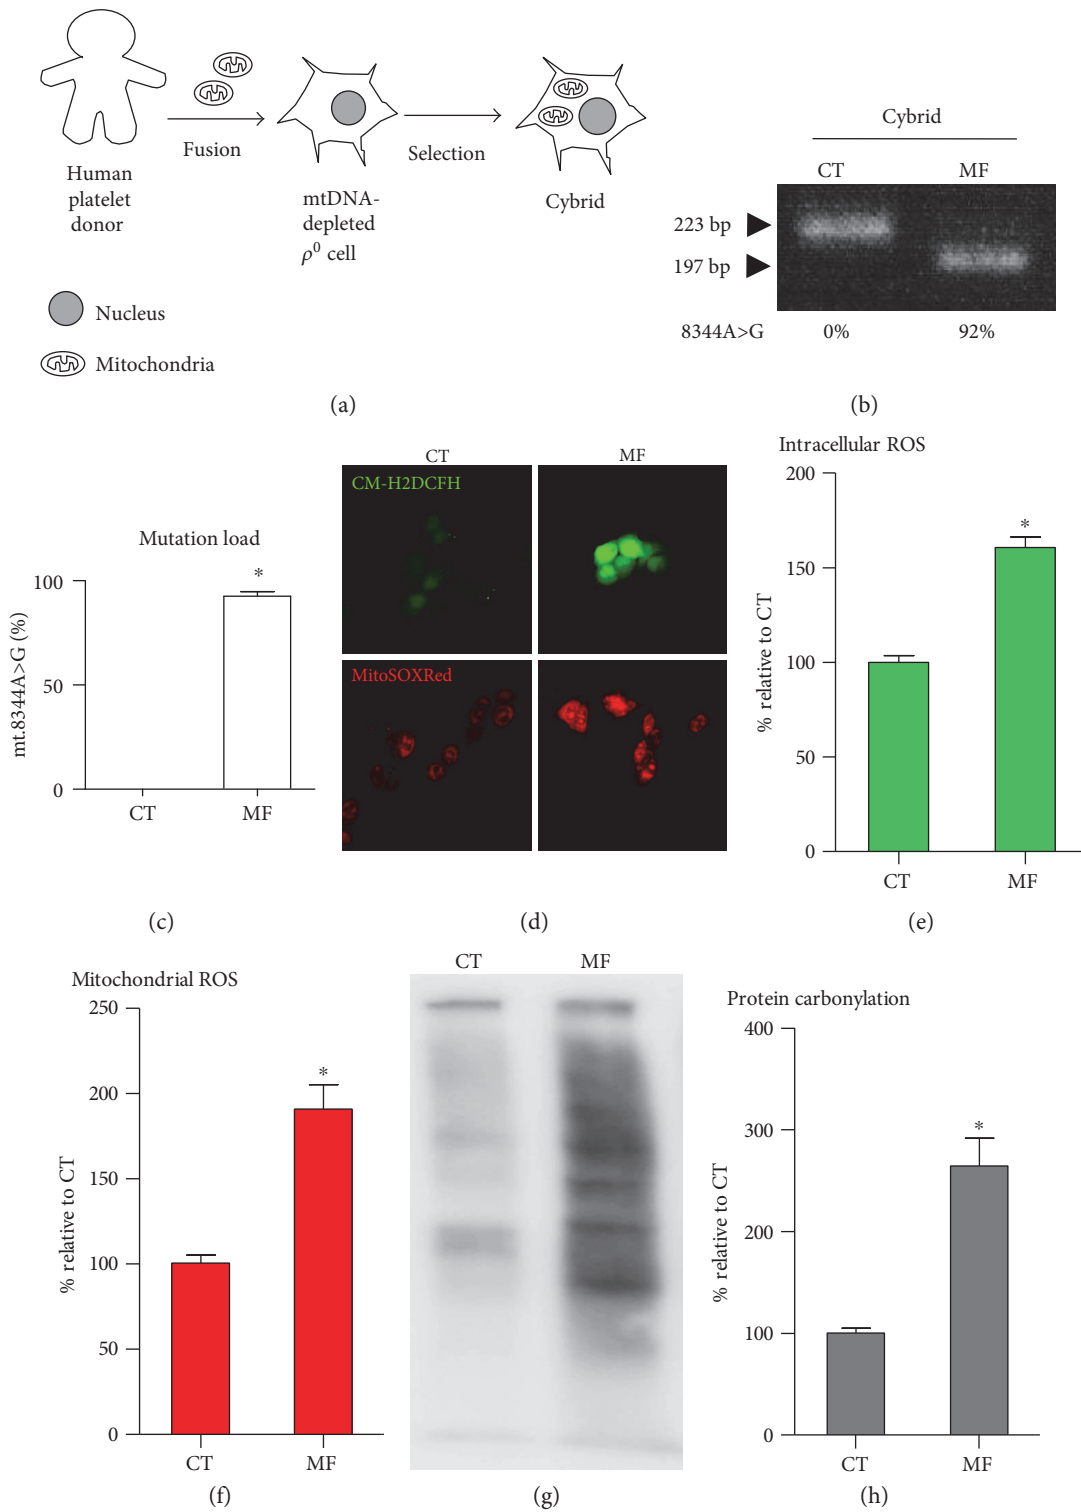 Human
platelet
donor
Fusion
mtDNA-
depleted
ρ⁰ cell
Selection
Cybrid
Nucleus
Mitochondria
(a)
Cybrid
CT MF
223 bp
197 bp
8344A>G 0% 92%
(b)
Mutation load
mt.8344A>G (%)
100
50
0
*
CT MF
(c)
CT MF
CM-H2DCFH
MitoSOXRed
(d)
Intracellular ROS
% relative to CT
200
150
100
50
0
*
CT MF
(e)
Mitochondrial ROS
% relative to CT
250
200
150
100
50
0
*
CT MF
(f)
CT MF
(g)
Protein carbonylation
% relative to CT
400
300
200
100
0
*
CT MF
(h)